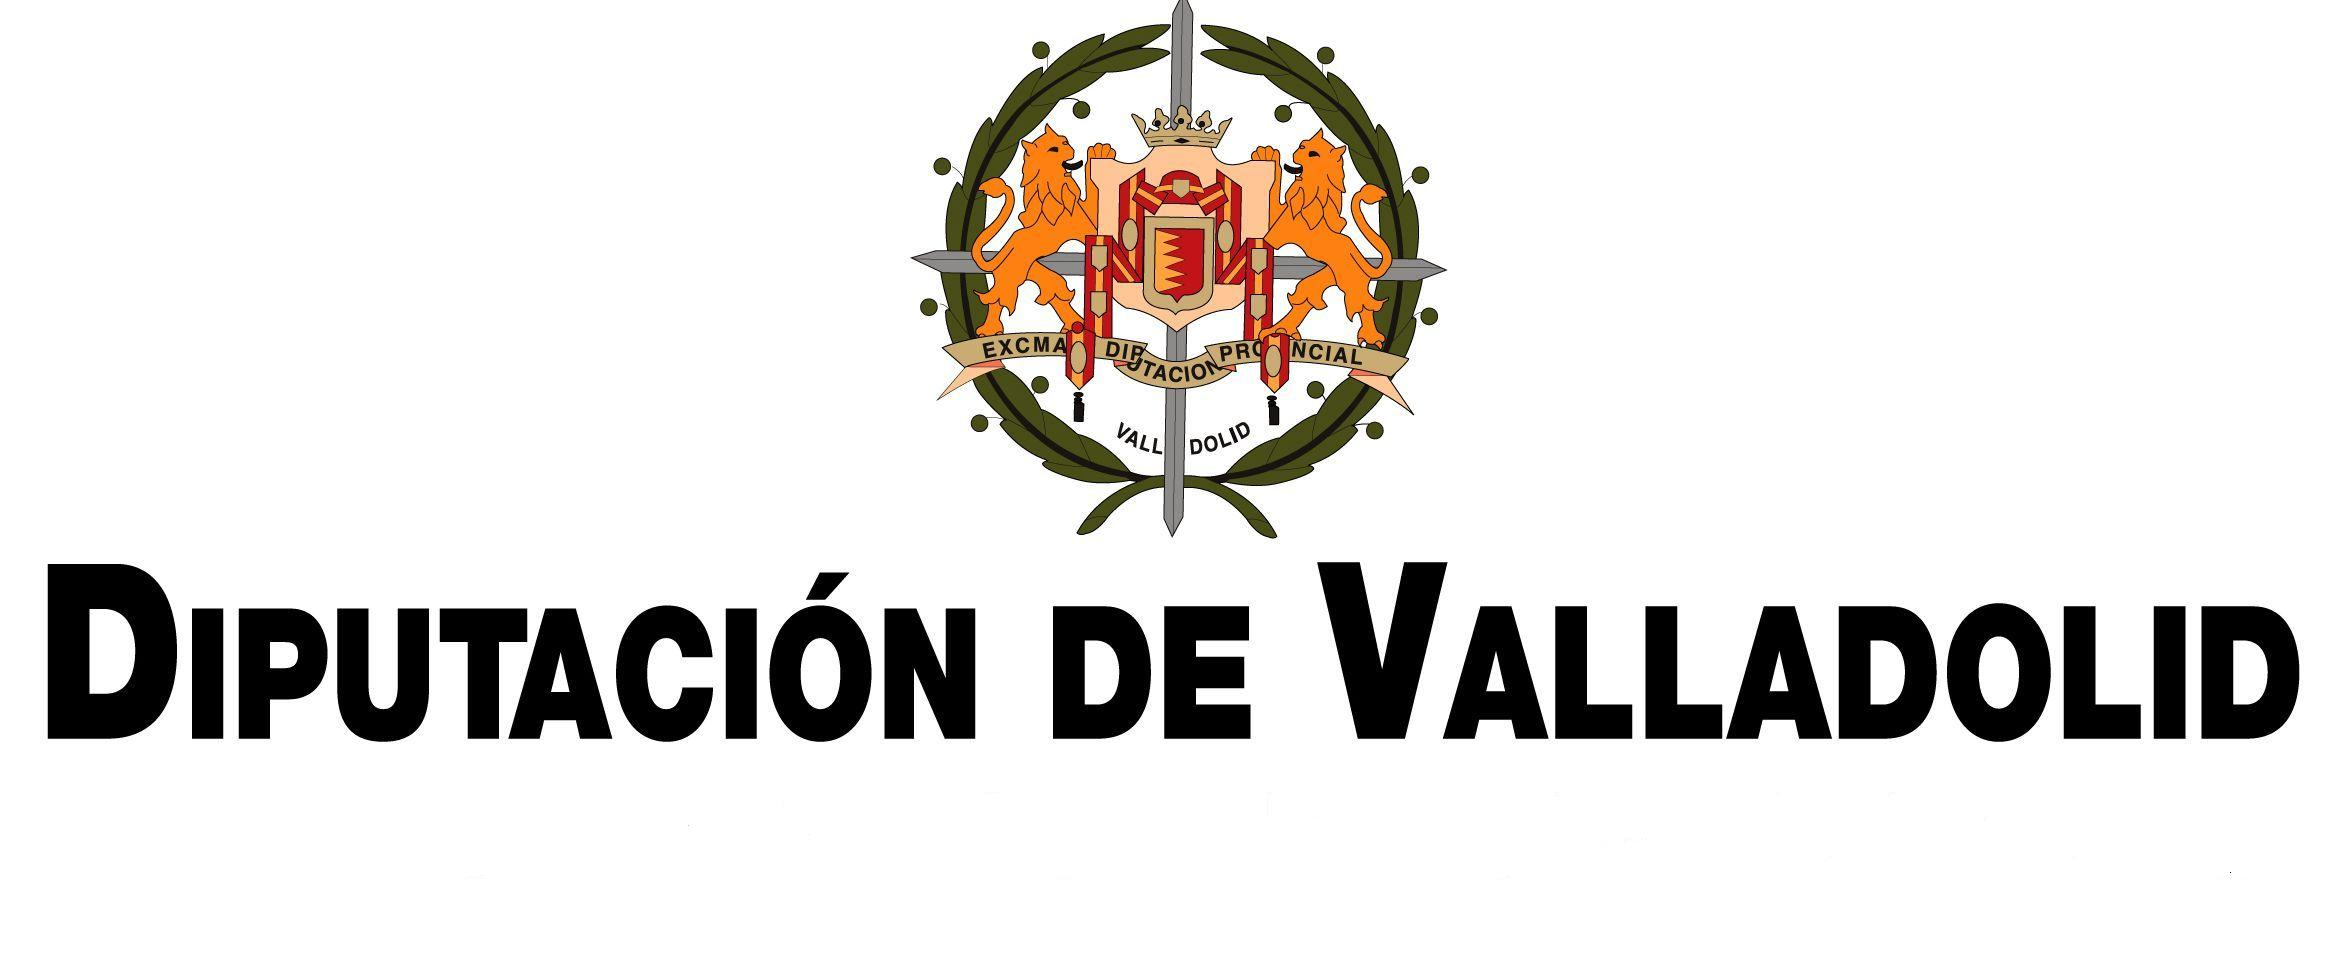 EXCMA DIPUTACION PROVINCIAL
VALLADOLID
DIPUTACIÓN DE VALLADOLID